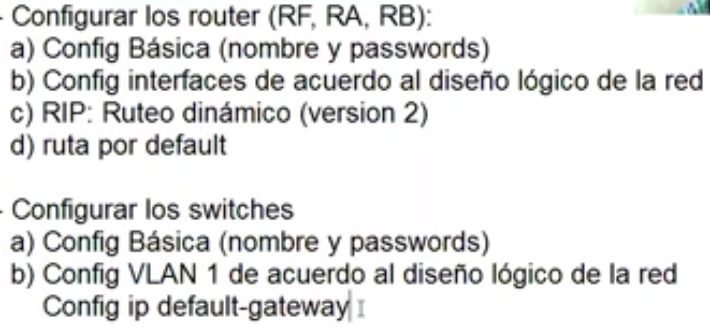 - Configurar los router (RF, RA, RB):
a) Config Básica (nombre y passwords)
b) Config interfaces de acuerdo al diseño lógico de la red
c) RIP: Ruteo dinámico (version 2)
d) ruta por default
- Configurar los switches
a) Config Básica (nombre y passwords)
b) Config VLAN 1 de acuerdo al diseño lógico de la red
Config ip default-gateway